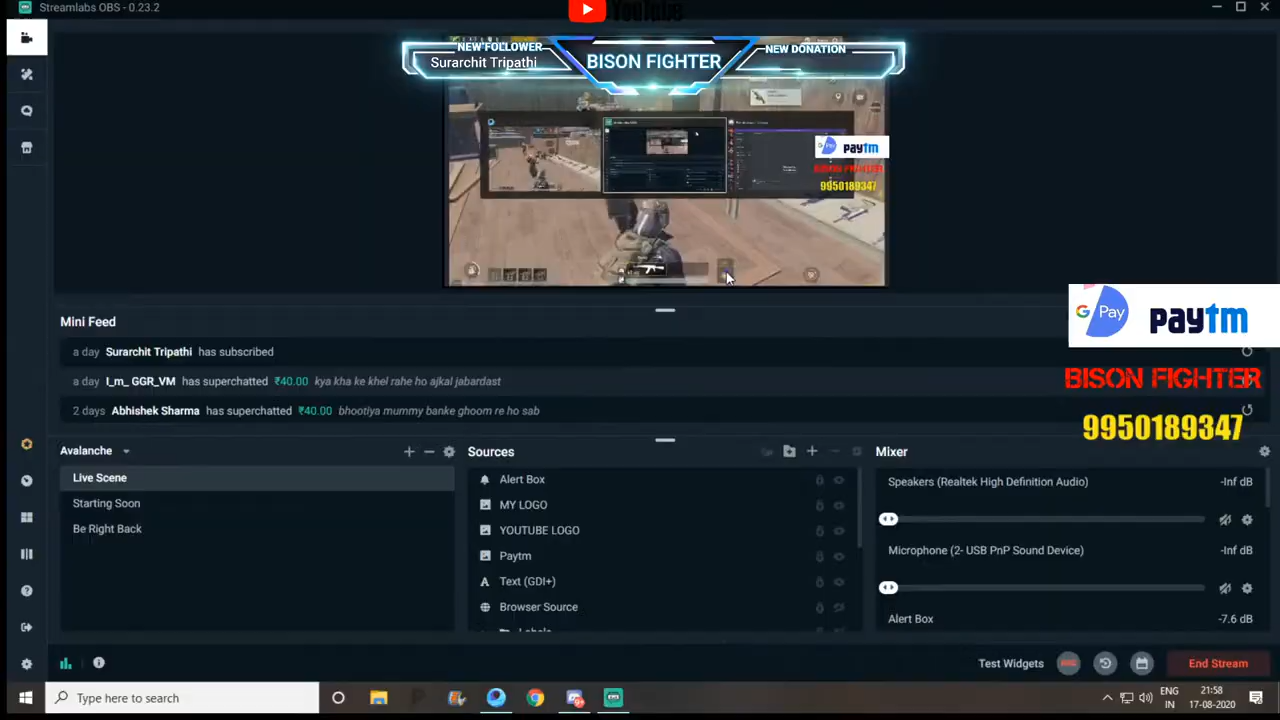 Streamlabs OBS - 0.23.2
YouTube
NEW FOLLOWER
Surarchit Tripathi
BISON FIGHTER
NEW DONATION
G Pay
paytm
BISON FIGHTER
9950189347
Mini Feed
a day Surarchit Tripathi has subscribed
a day I_m_ GGR_VM has superchatted ₹40.00 kya kha ke khel rahe ho ajkal jabardast
2 days Abhishek Sharma has superchatted ₹40.00 bhootiya mummy banke ghoom re ho sab
G Pay
paytm
BISON FIGHTER
9950189347
Avalanche
Live Scene
Starting Soon
Be Right Back
Sources
Alert Box
MY LOGO
YOUTUBE LOGO
Paytm
Text (GDI+)
Browser Source
Labels
Mixer
Speakers (Realtek High Definition Audio) -Inf dB
Microphone (2- USB PnP Sound Device) -Inf dB
Alert Box -7.6 dB
Test Widgets
REC
End Stream
Type here to search
ENG
IN
21:58
17-08-2020